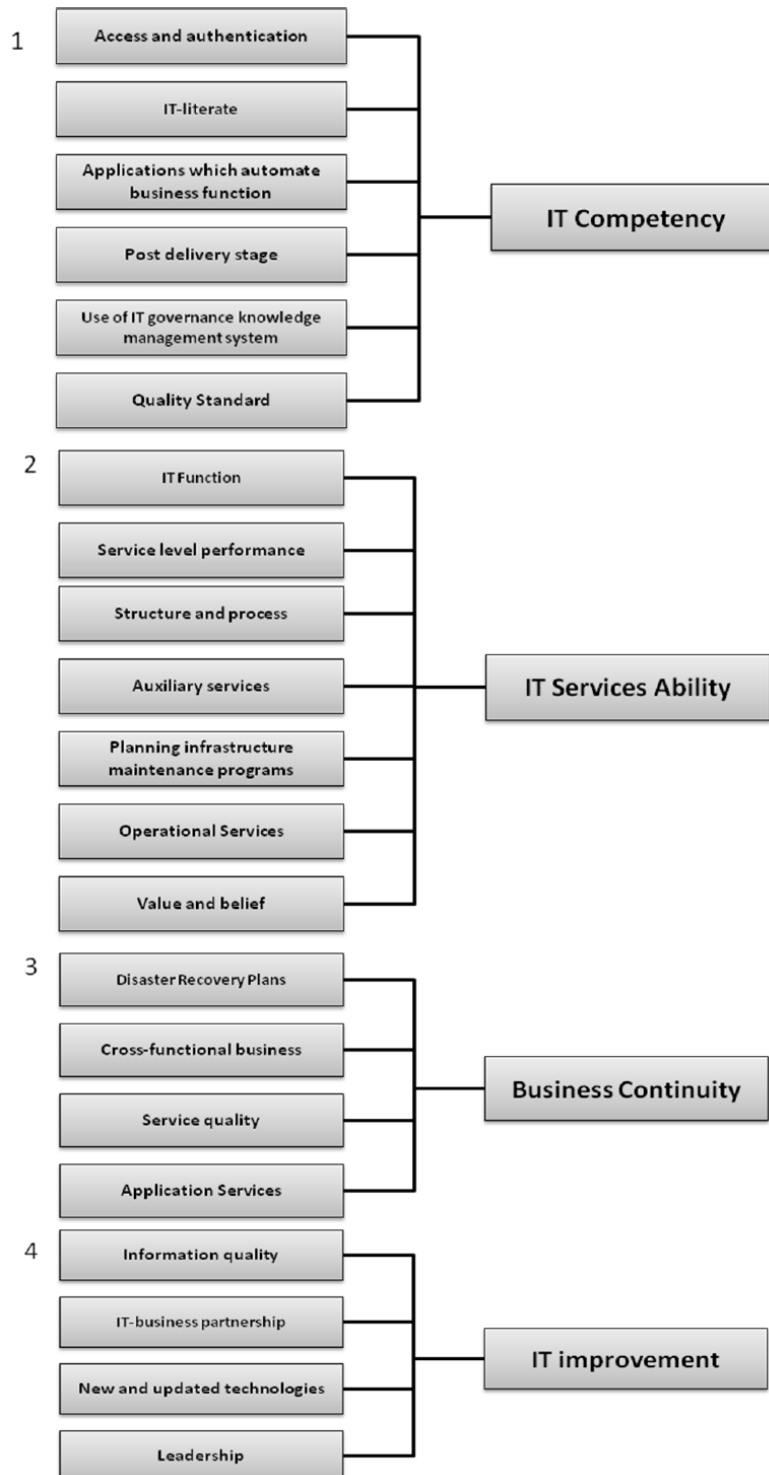 1
Access and authentication
IT-literate
Applications which automate
business function
Post delivery stage
Use of IT governance knowledge
management system
Quality Standard
IT Competency
2
IT Function
Service level performance
Structure and process
Auxiliary services
Planning infrastructure
maintenance programs
Operational Services
Value and belief
IT Services Ability
3
Disaster Recovery Plans
Cross-functional business
Service quality
Application Services
Business Continuity
4
Information quality
IT-business partnership
New and updated technologies
Leadership
IT improvement